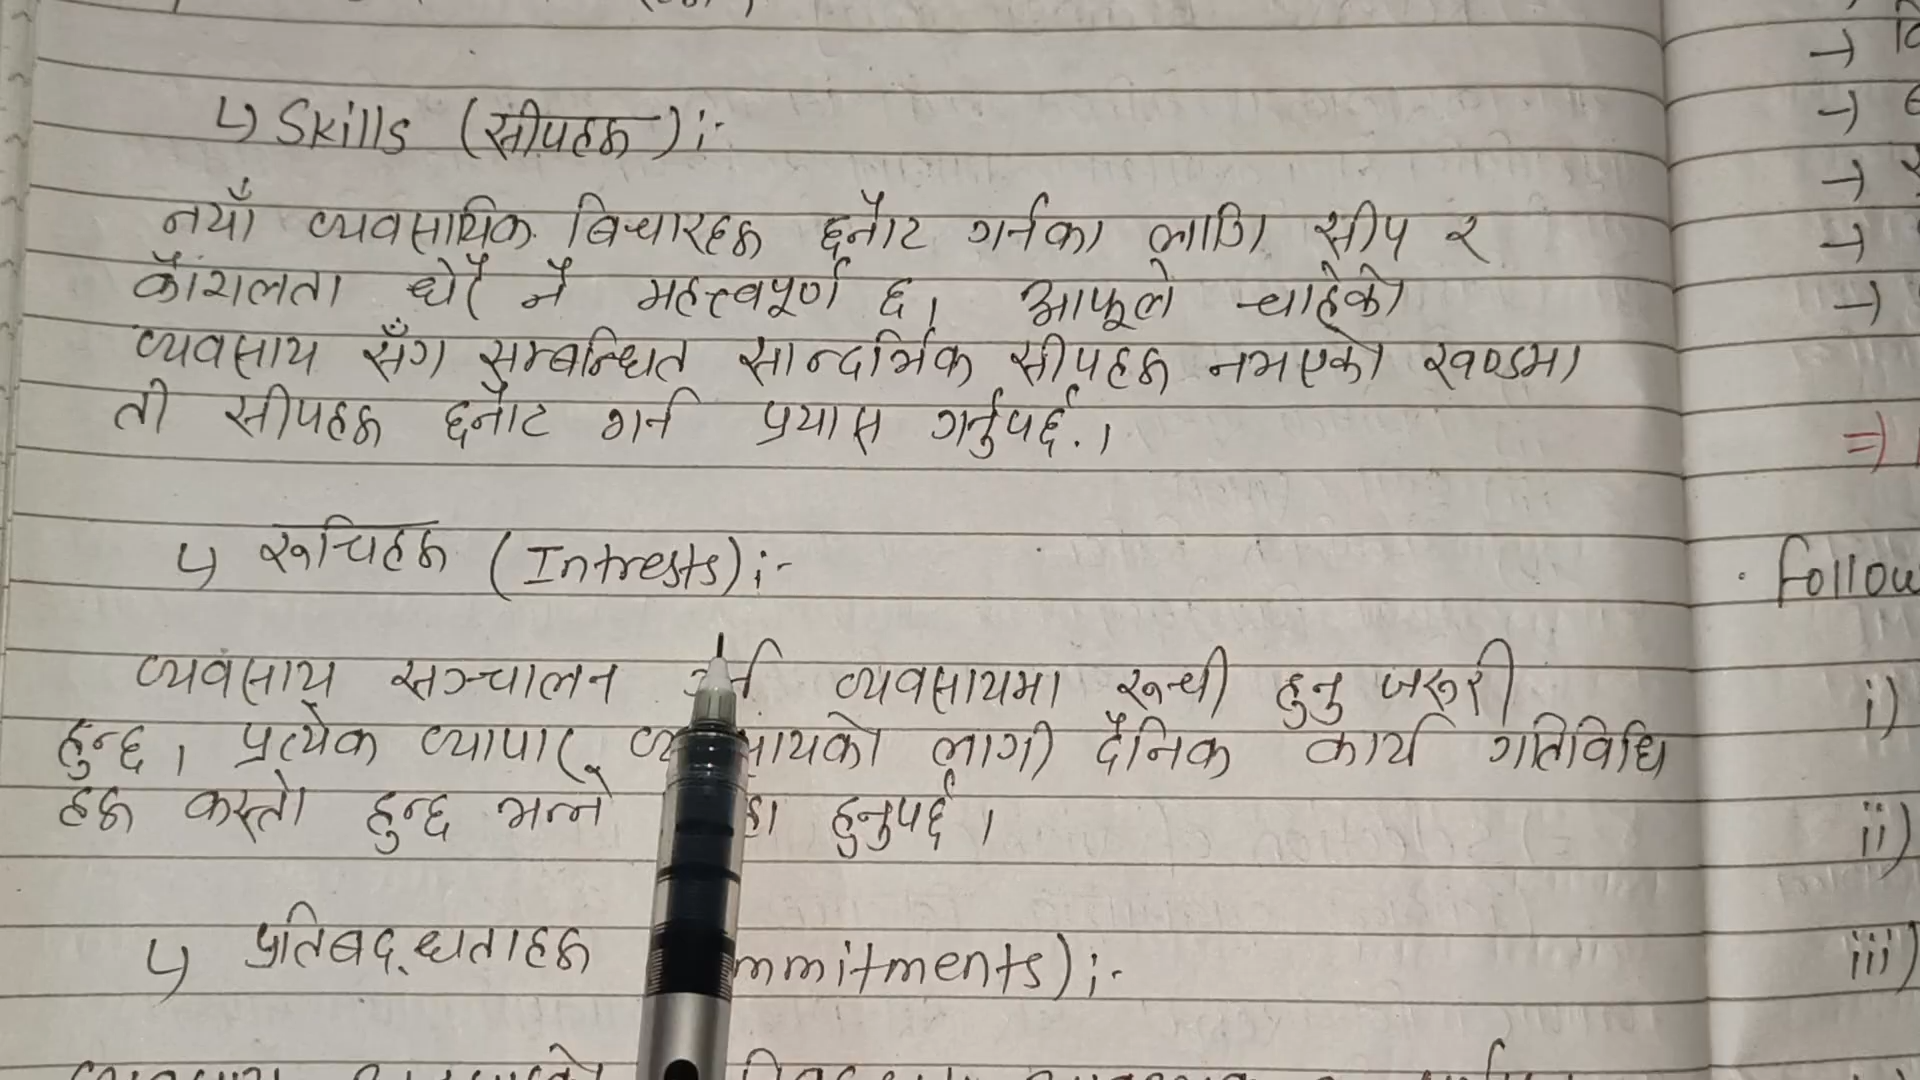 ↳ Skills (सीपहरू) :-
नयाँ व्यवसायिक बिचारहरू छनौट गर्नका लागि सीप र
कौशलता धेरै नै महत्त्वपूर्ण छ। आफूले चाहेको
व्यवसाय सँग सम्बन्धित सान्दर्भिक सीपहरू नभएको खण्डमा
ती सीपहरू छनौट गर्न प्रयास गर्नुपर्छ।
↳ रूचिहरू (Intrests) :-
व्यवसाय सञ्चालन व्यवसायमा रूची हुनु जरूरी
हुन्छ। प्रत्येक व्यापार लागी दैनिक कार्य गतिविधि
हरू कस्तो हुन्छ भन्ने हुनुपर्छ।
↳ प्रतिबद्धताहरू mmitments) :-
Follow
i)
ii)
iii)